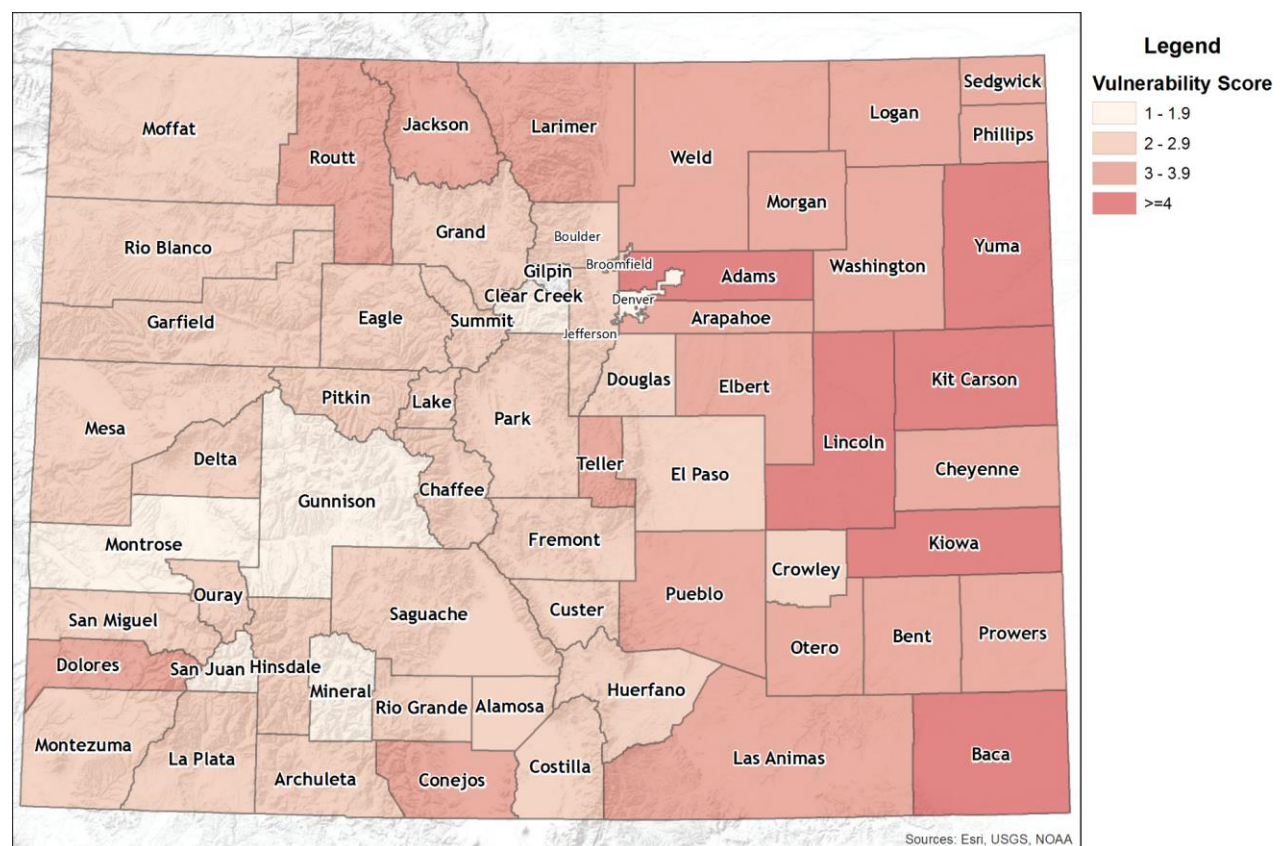 Legend
Vulnerability Score
1 - 1.9
2 - 2.9
3 - 3.9
>=4
Sedgwick
Logan
Moffat
Jackson
Larimer
Phillips
Routt
Weld
Morgan
Grand
Boulder
Yuma
Rio Blanco
Broomfield
Washington
Gilpin
Adams
Clear Creek
Denver
Garfield
Eagle
Summit
Arapahoe
Jefferson
Douglas
Kit Carson
Elbert
Pitkin
Lake
Park
Mesa
Lincoln
Delta
Teller
Cheyenne
El Paso
Chaffee
Gunnison
Fremont
Montrose
Kiowa
Crowley
Ouray
Pueblo
Custer
Saguache
San Miguel
Prowers
Bent
Otero
Dolores
San Juan
Hinsdale
Mineral
Huerfano
Rio Grande
Alamosa
Montezuma
La Plata
Las Animas
Baca
Costilla
Archuleta
Conejos
Sources: Esri, USGS, NOAA